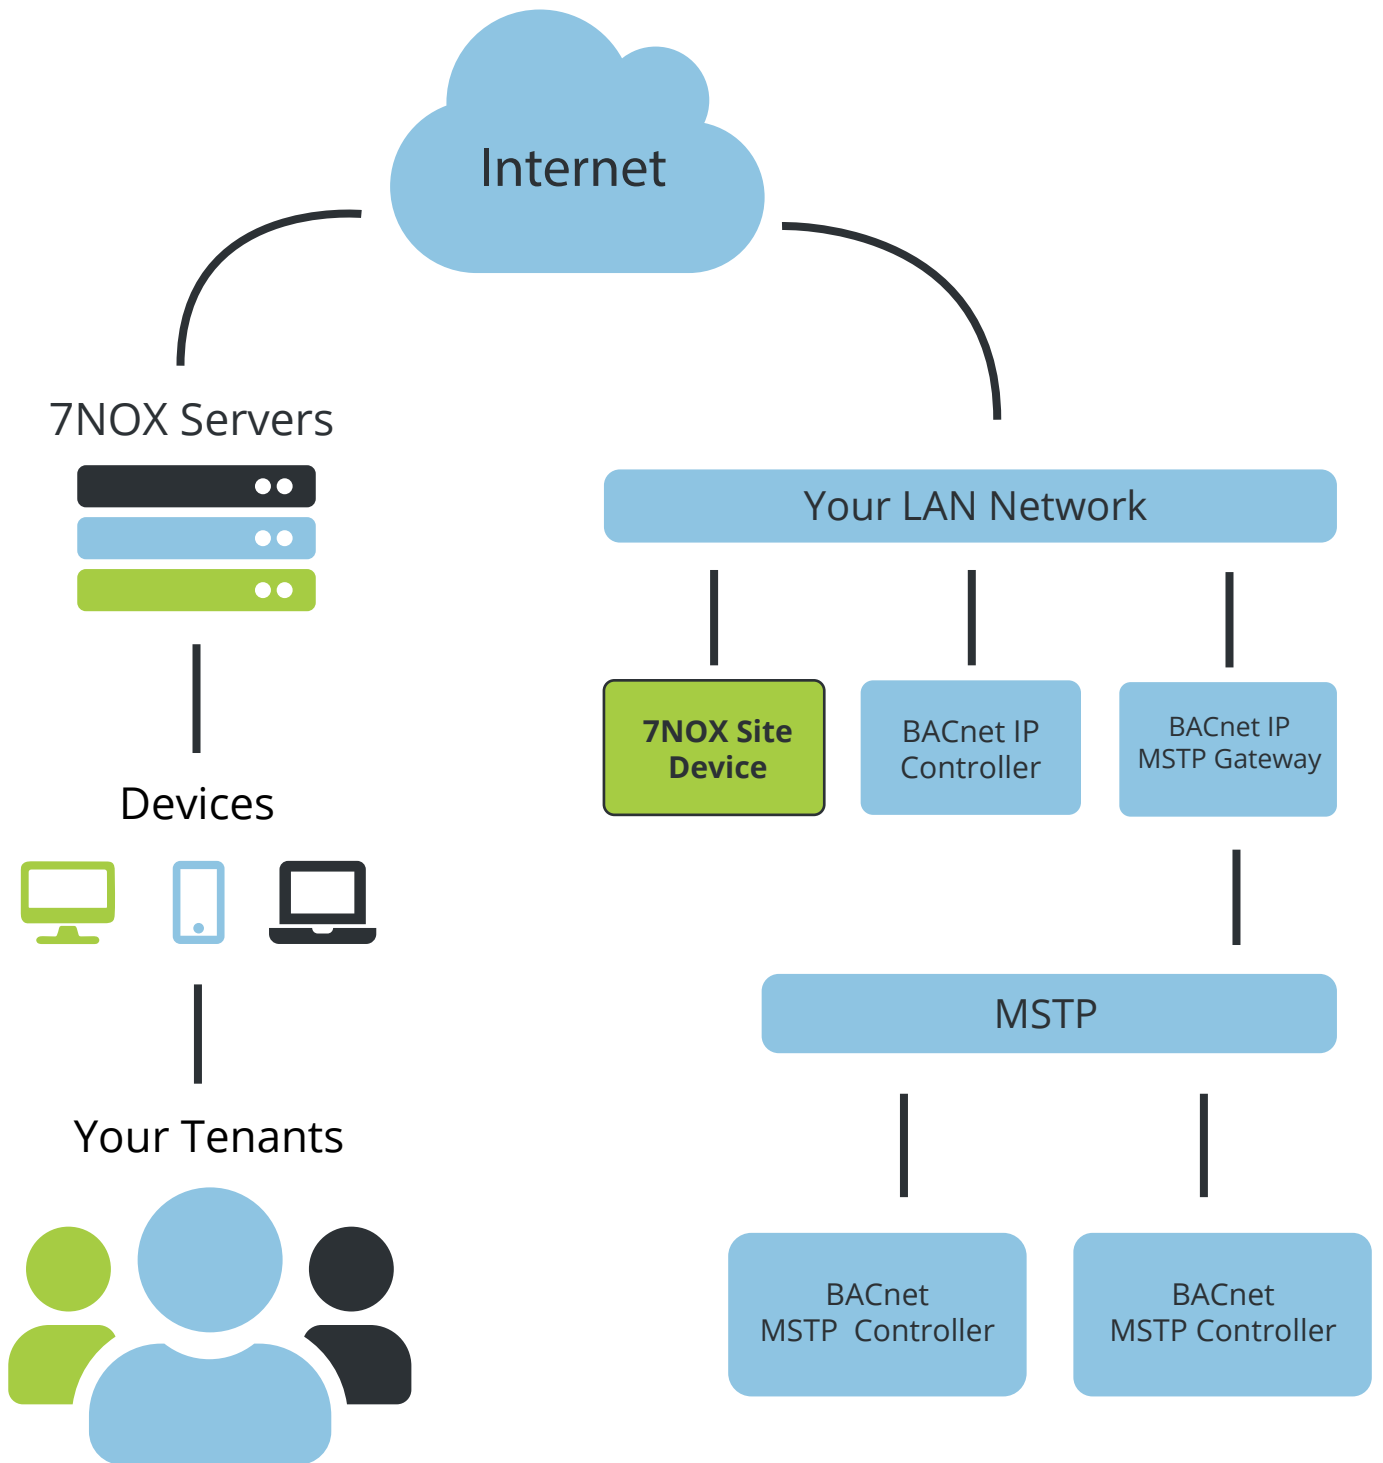 Internet
7NOX Servers
Your LAN Network
7NOX Site
Device
BACnet IP
Controller
BACnet IP
MSTP Gateway
Devices
MSTP
Your Tenants
BACnet
MSTP  Controller
BACnet
MSTP Controller